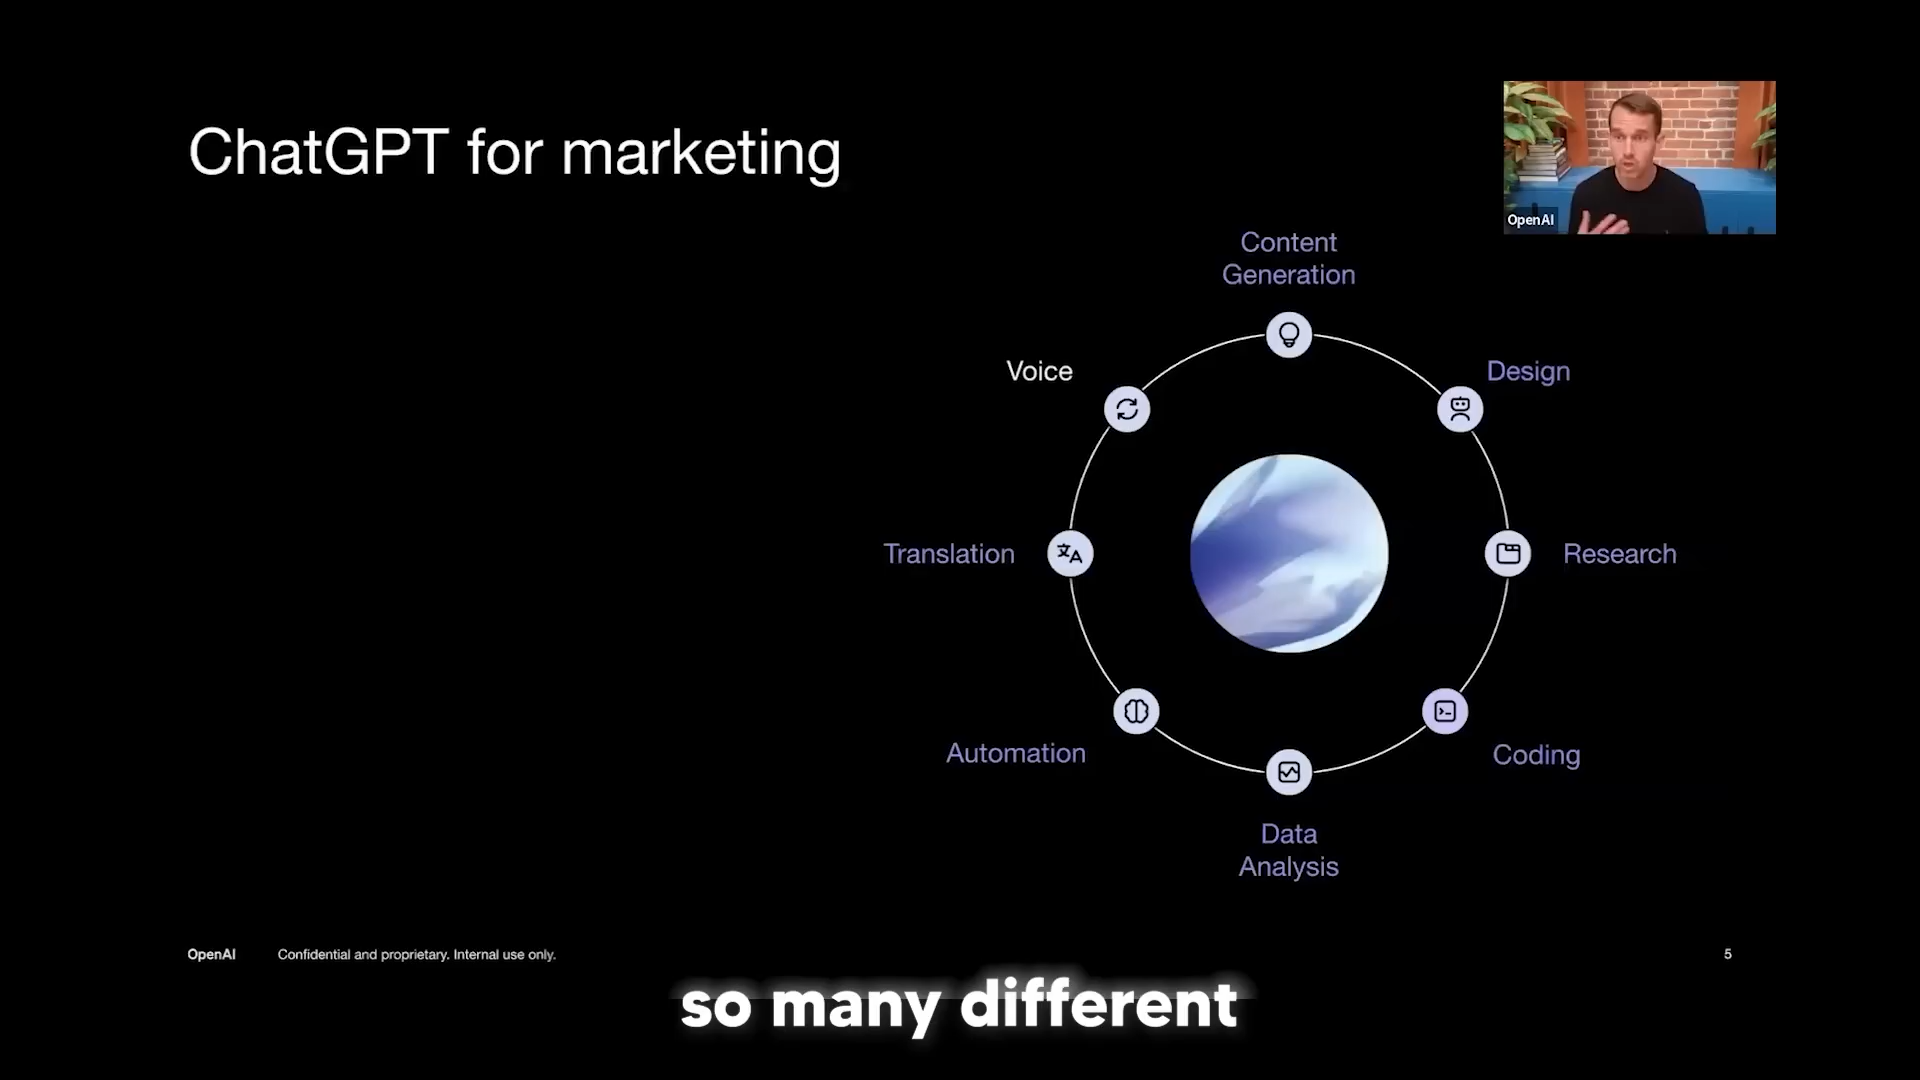 ChatGPT for marketing
OpenAI
Content
Generation
Voice
Design
Translation
Research
Automation
Coding
Data
Analysis
OpenAI
Confidential and proprietary. Internal use only.
5
so many different